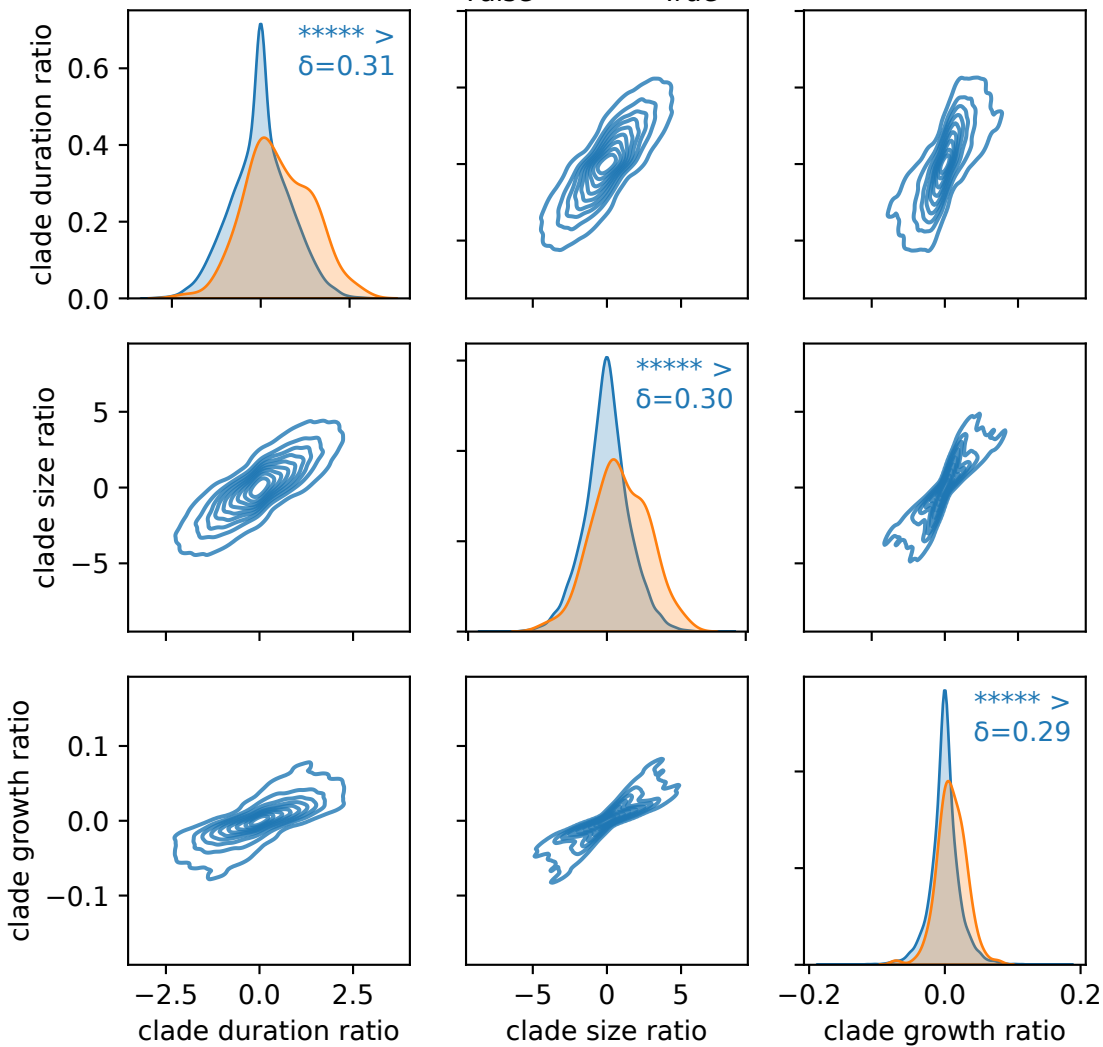 ***** >
δ=0.31
clade duration ratio
0.6
0.4
0.2
0.0
***** >
δ=0.30
clade size ratio
5
0
−5
***** >
δ=0.29
clade growth ratio
0.1
0.0
−0.1
−2.5 0.0 2.5
−5 0 5
−0.2 0.0 0.2
clade duration ratio
clade size ratio
clade growth ratio